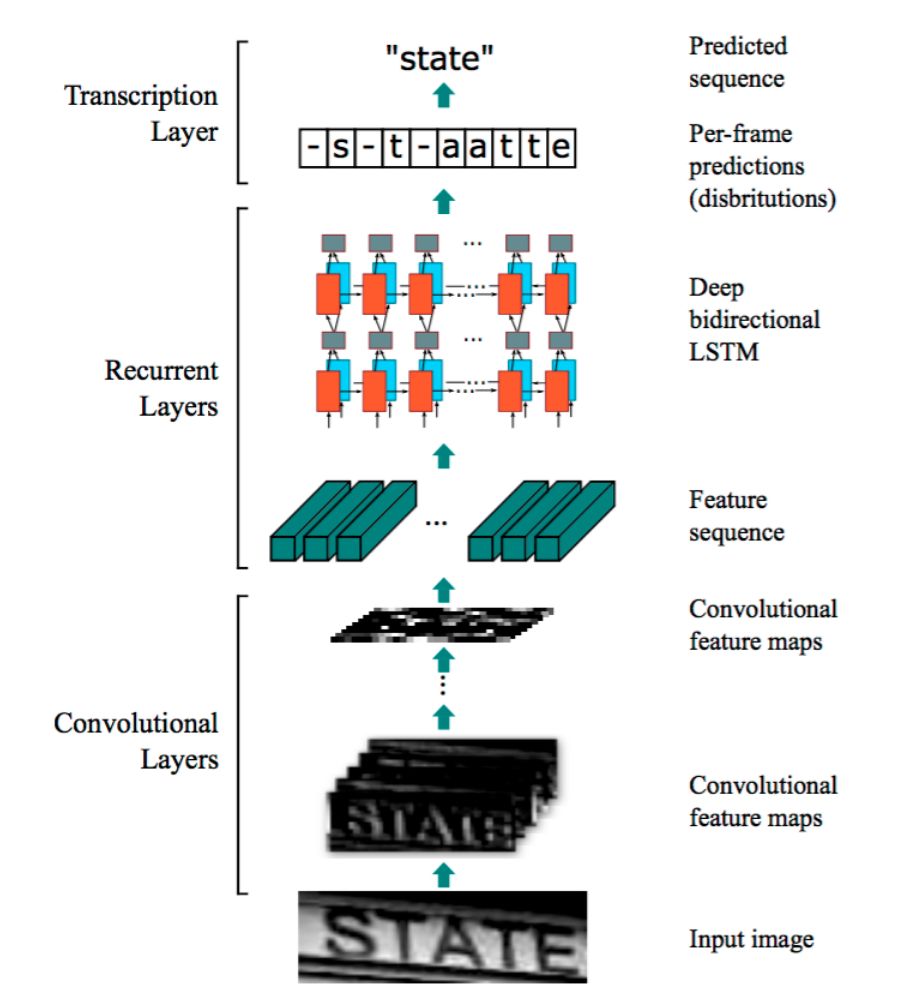 "state"
Predicted
sequence
Transcription
Layer
-s-t-aatte
Per-frame
predictions
(disbritutions)
...
Deep
bidirectional
LSTM
...
...
Recurrent
Layers
...
...
Feature
sequence
...
Convolutional
feature maps
Convolutional
Layers
STATE
Convolutional
feature maps
STATE
Input image